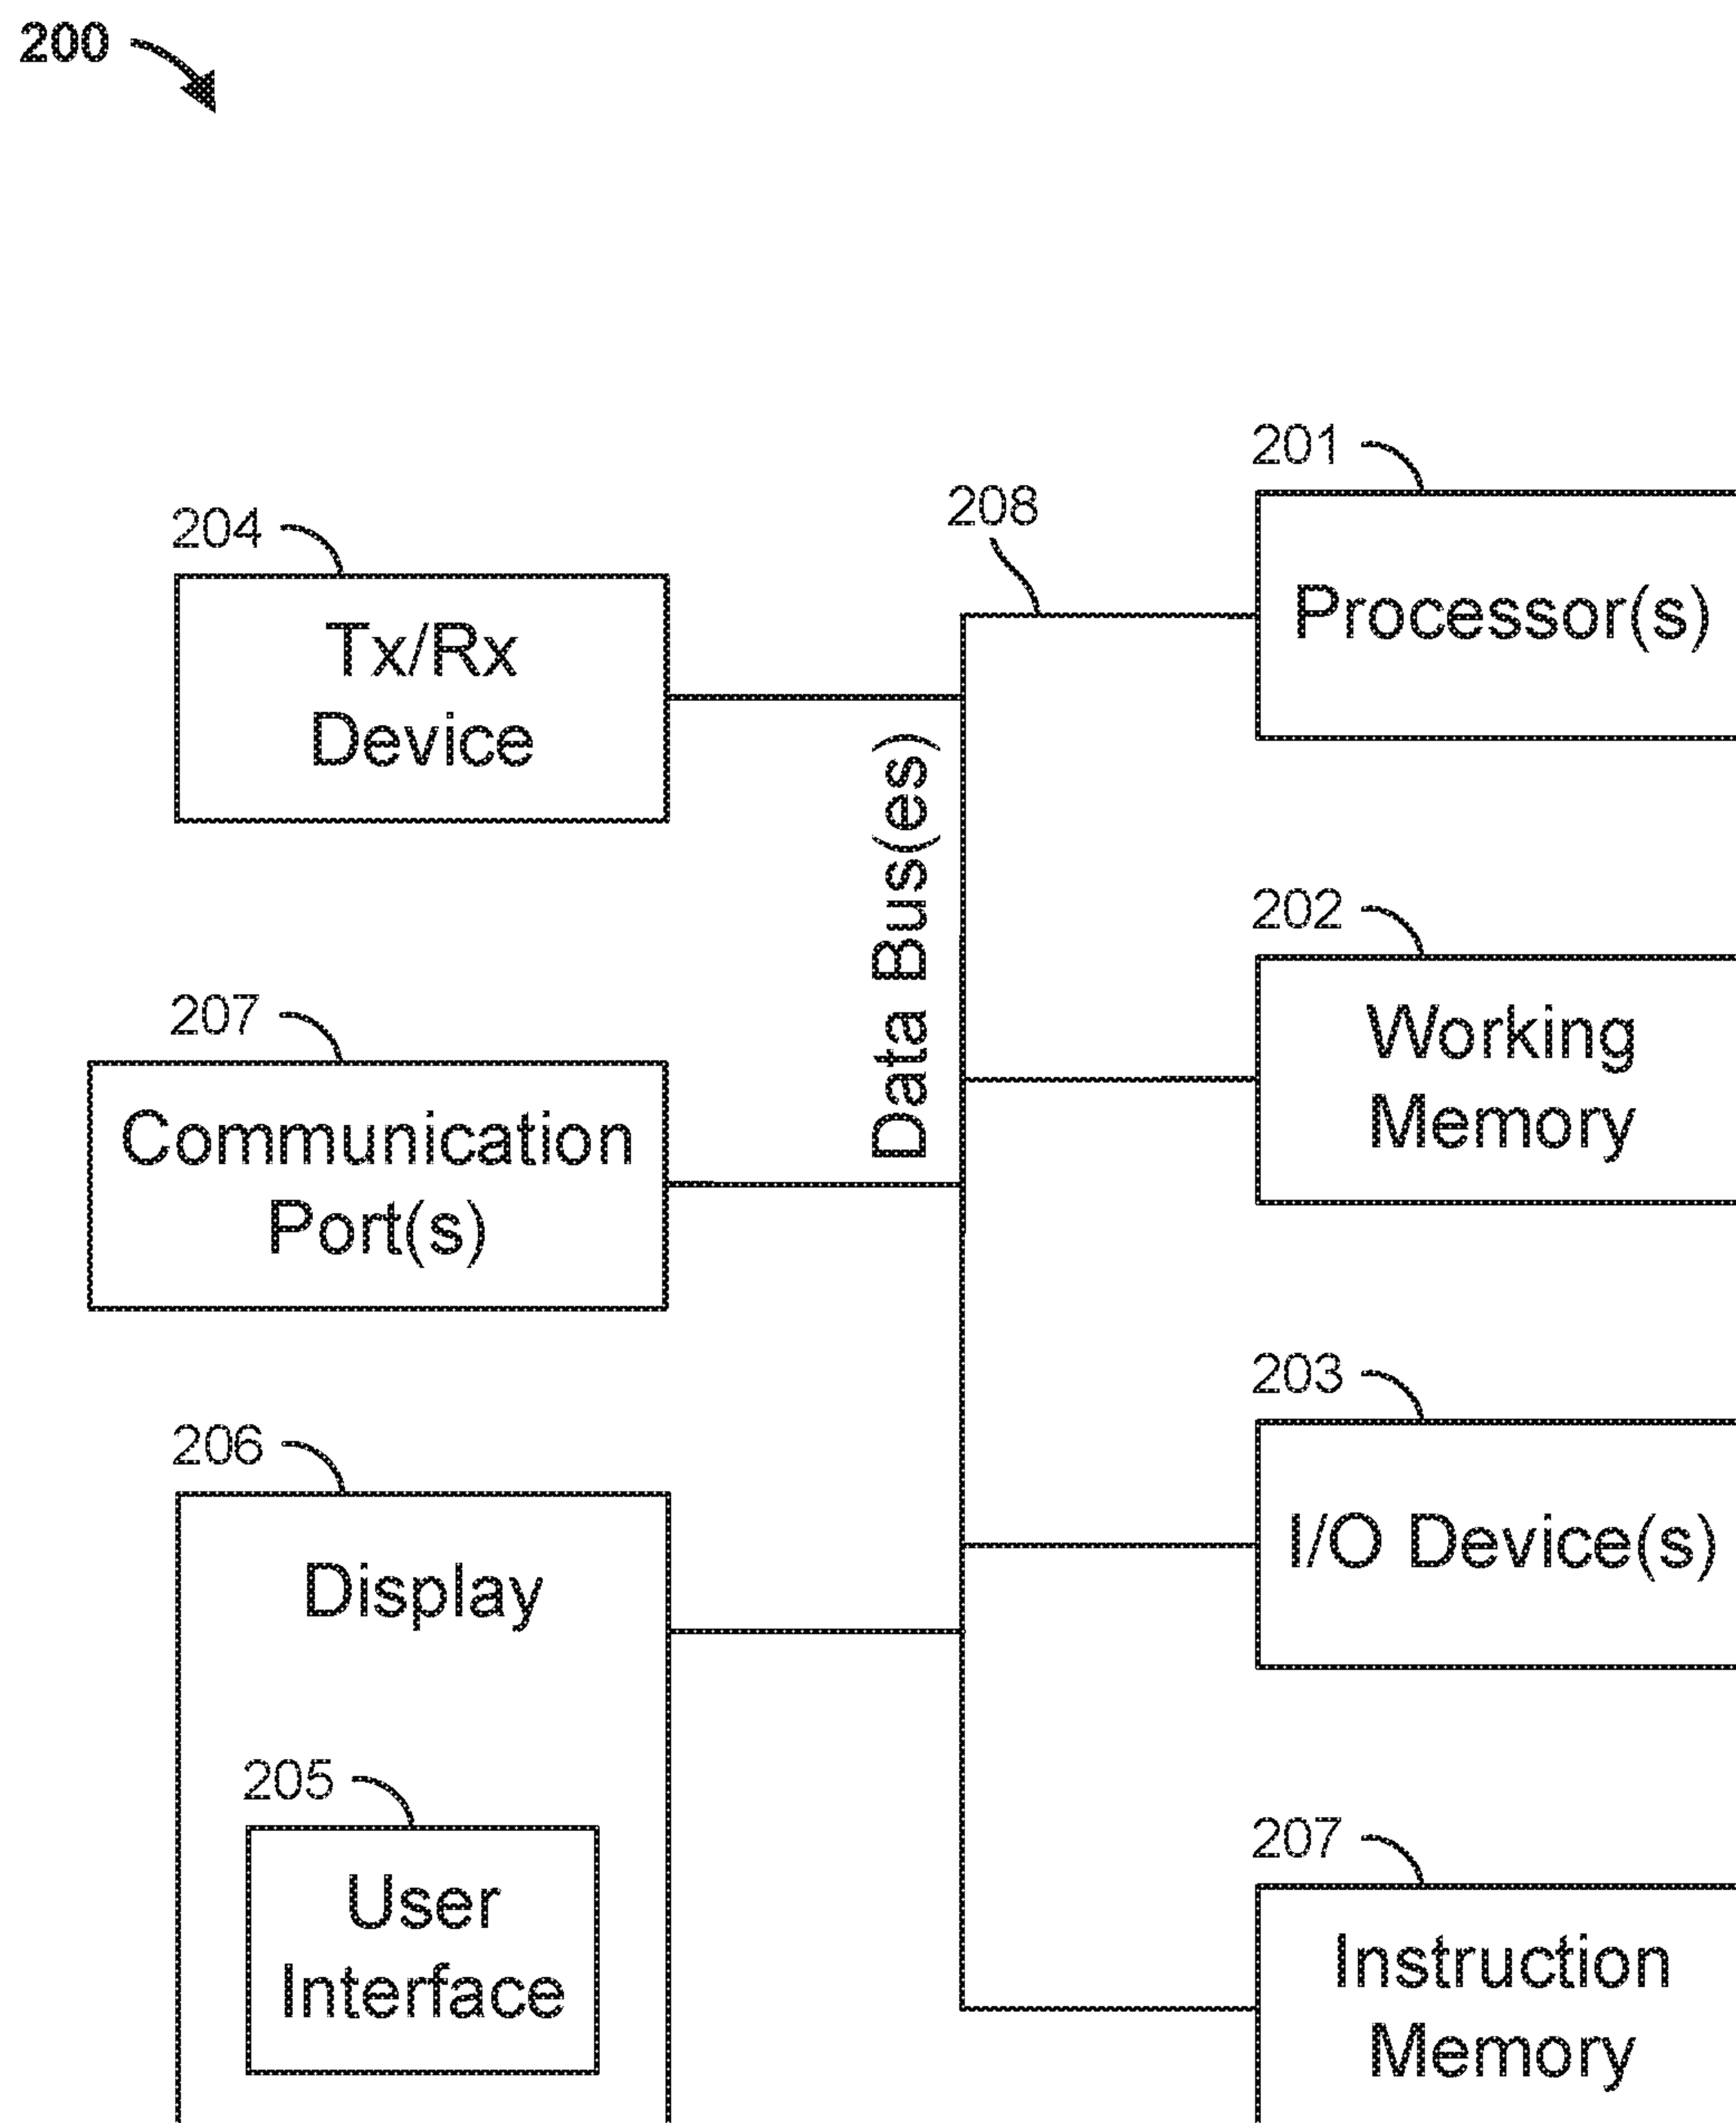 200
201
208
204
Processor(s)
Tx/Rx
Device
Data Bus(es)
202
207
Working
Memory
Communication
Port(s)
203
206
I/O Device(s)
Display
205
207
User
Interface
Instruction
Memory